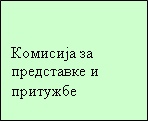 Комисија за
представке и
притужбе